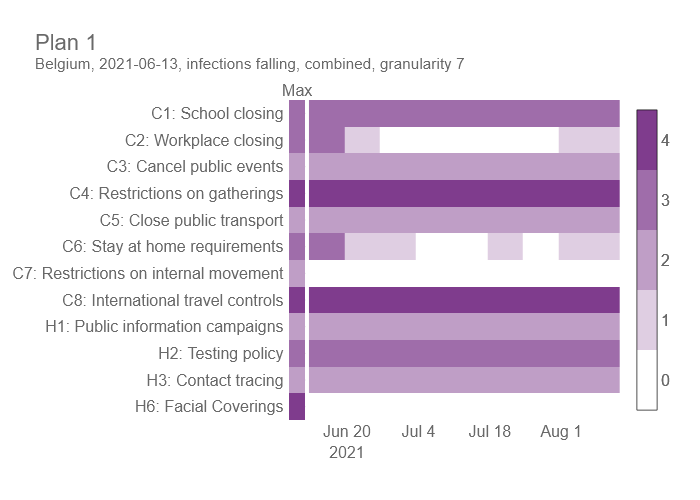 Plan 1
Belgium, 2021-06-13, infections falling, combined, granularity 7
Max
C1: School closing
C2: Workplace closing
C3: Cancel public events
C4: Restrictions on gatherings
C5: Close public transport
C6: Stay at home requirements
C7: Restrictions on internal movement
C8: International travel controls
H1: Public information campaigns
H2: Testing policy
H3: Contact tracing
H6: Facial Coverings
Jun 20 Jul 4 Jul 18 Aug 1
2021
4
3
2
1
0